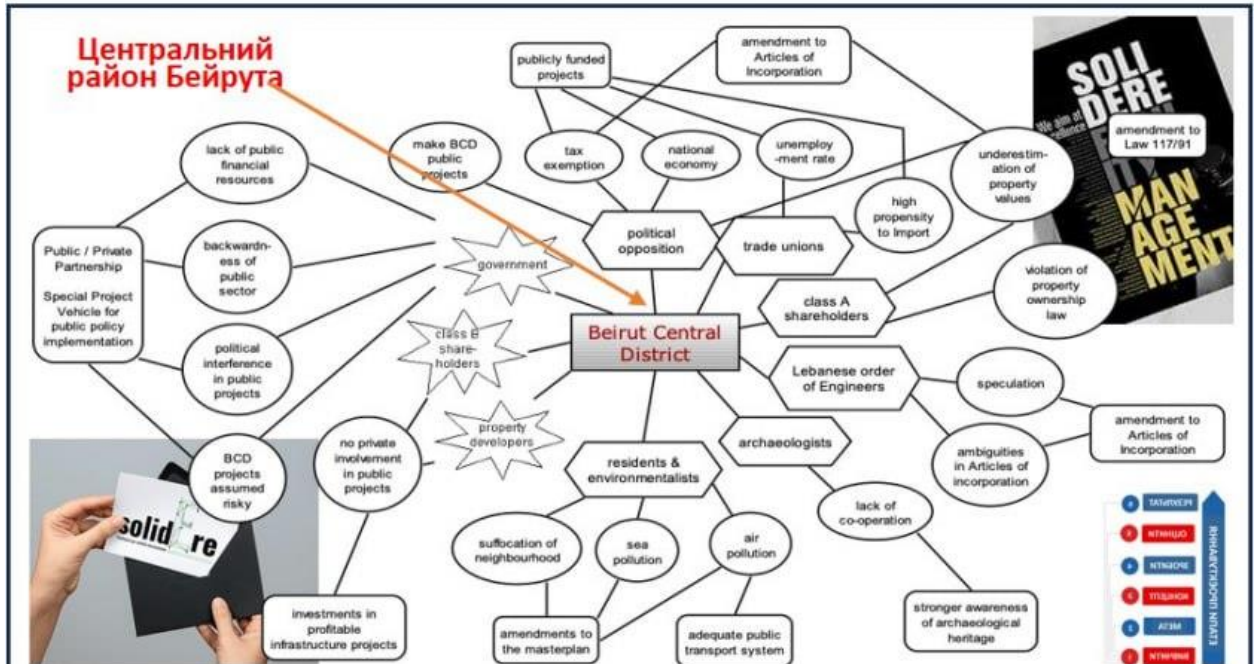 Центральний
район Бейрута
publicly funded
projects
amendment to
Articles of
Incorporation
SOLI
DERE
We aim of
MAN
AGE
MENT
amendment to
Law 117/91
lack of public
financial
resources
make BCD
public
projects
tax
exemption
national
economy
unemploy
-ment rate
underestim-
ation of
property
values
high
propensity
to Import
Public / Private
Partnership
Special Project
Vehicle for
public policy
implementation
backwardn-
ess of
public
sector
government
political
opposition
trade unions
violation of
property
ownership
law
class A
shareholders
political
interference
in public
projects
class B
share-
holders
Beirut Central
District
Lebanese order
of Engineers
speculation
amendment to
Articles of
Incorporation
BCD
projects
assumed
risky
no private
involvement
in public
projects
property
developers
residents &
environmentalists
archaeologists
ambiguities
in Articles of
incorporation
lack of
co-operation
solidEre
suffocation of
neighbourhood
sea
pollution
air
pollution
investments in
profitable
infrastructure projects
amendments to
the masterplan
adequate public
transport system
stronger awareness
of archaeological
heritage